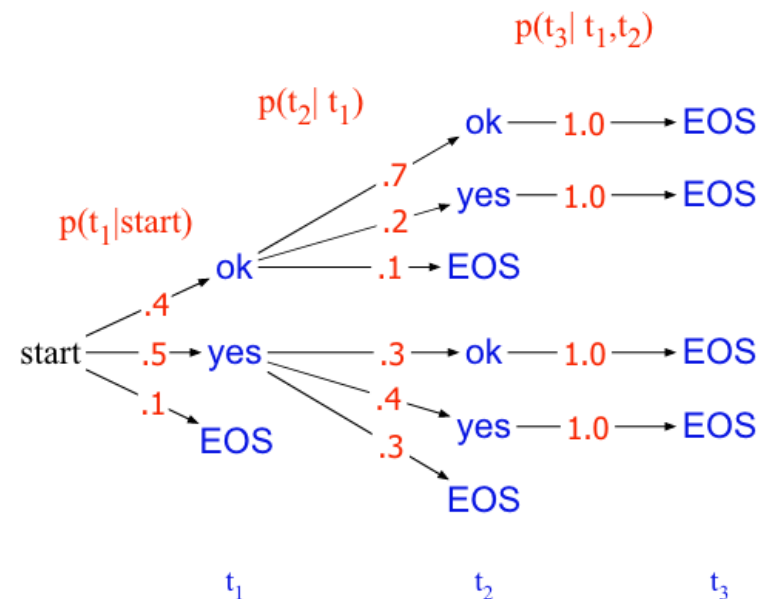 p(t3| t1,t2)
p(t2| t1)
ok 1.0 EOS
.7
yes 1.0 EOS
.2
p(t1|start)
ok .1 EOS
.4
start .5 yes .3 ok 1.0 EOS
.1 .4
yes 1.0 EOS
EOS .3
EOS
t1 t2 t3